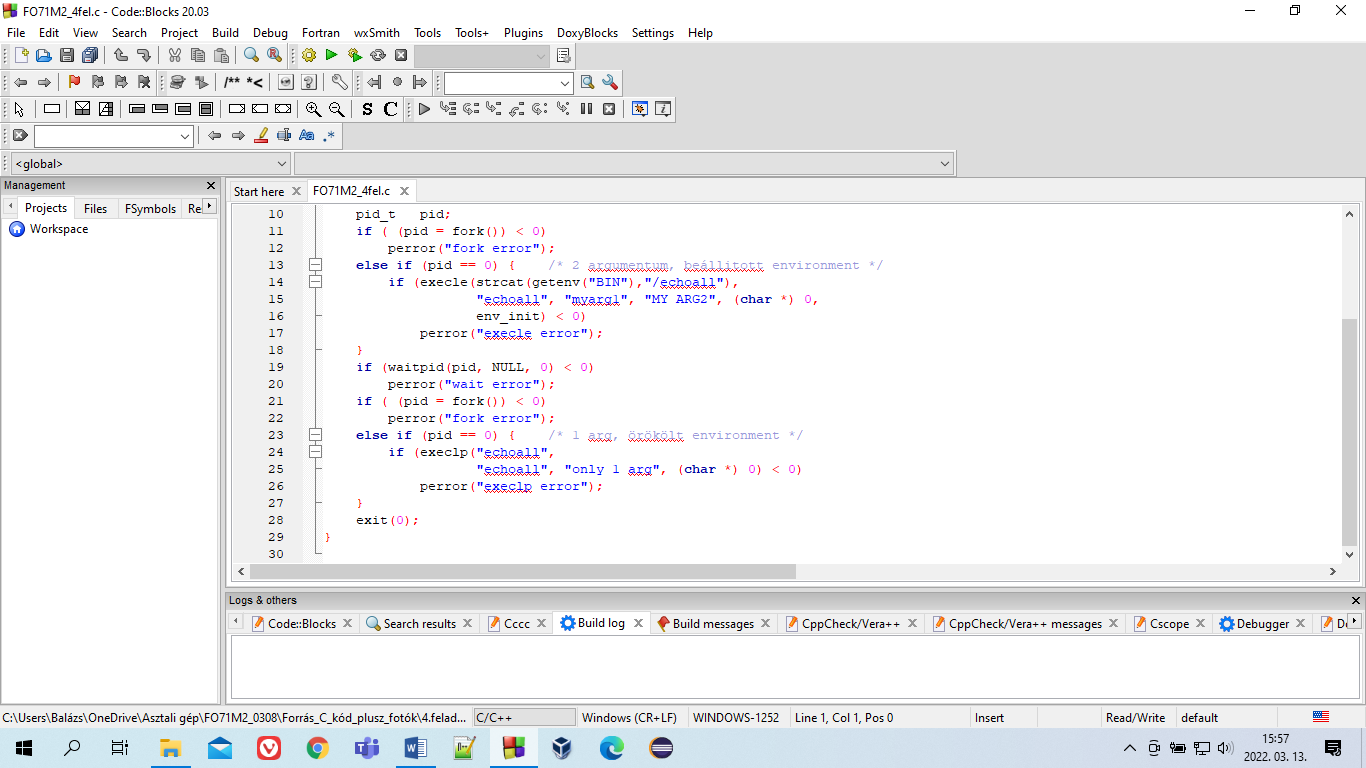 FO71M2_4fel.c - Code::Blocks 20.03
File Edit View Search Project Build Debug Fortran wxSmith Tools Tools+ Plugins DoxyBlocks Settings Help
/** *<
S C
Aa .*
<global>
Management
Projects Files FSymbols Re
Workspace
Start here FO71M2_4fel.c
10 pid_t pid;
11 if ( (pid = fork()) < 0)
12 perror("fork error");
13 else if (pid == 0) { /* 2 argumentum, beállitott environment */
14 if (execle(strcat(getenv("BIN"),"/echoall"),
15 "echoall", "myarg1", "MY ARG2", (char *) 0,
16 env_init) < 0)
17 perror("execle error");
18 }
19 if (waitpid(pid, NULL, 0) < 0)
20 perror("wait error");
21 if ( (pid = fork()) < 0)
22 perror("fork error");
23 else if (pid == 0) { /* 1 arg, örökölt environment */
24 if (execlp("echoall",
25 "echoall", "only 1 arg", (char *) 0) < 0)
26 perror("execlp error");
27 }
28 exit(0);
29 }
30
Logs & others
Code::Blocks Search results Cccc Build log Build messages CppCheck/Vera++ CppCheck/Vera++ messages Cscope Debugger
C:\Users\Balázs\OneDrive\Asztali gép\FO71M2_0308\Forrás_C_kód_plusz_fotók\4.felad... C/C++ Windows (CR+LF) WINDOWS-1252 Line 1, Col 1, Pos 0 Insert Read/Write default
15:57
2022. 03. 13.